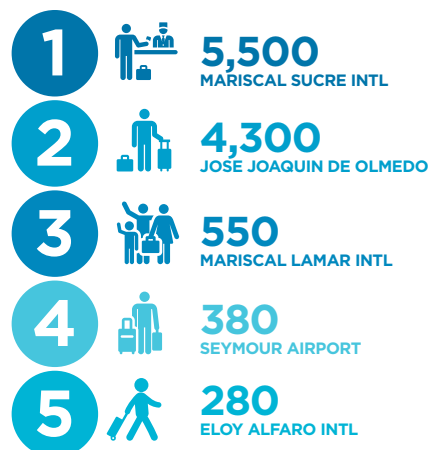 1
5,500
MARISCAL SUCRE INTL
2
4,300
JOSE JOAQUIN DE OLMEDO
3
550
MARISCAL LAMAR INTL
4
380
SEYMOUR AIRPORT
5
280
ELOY ALFARO INTL